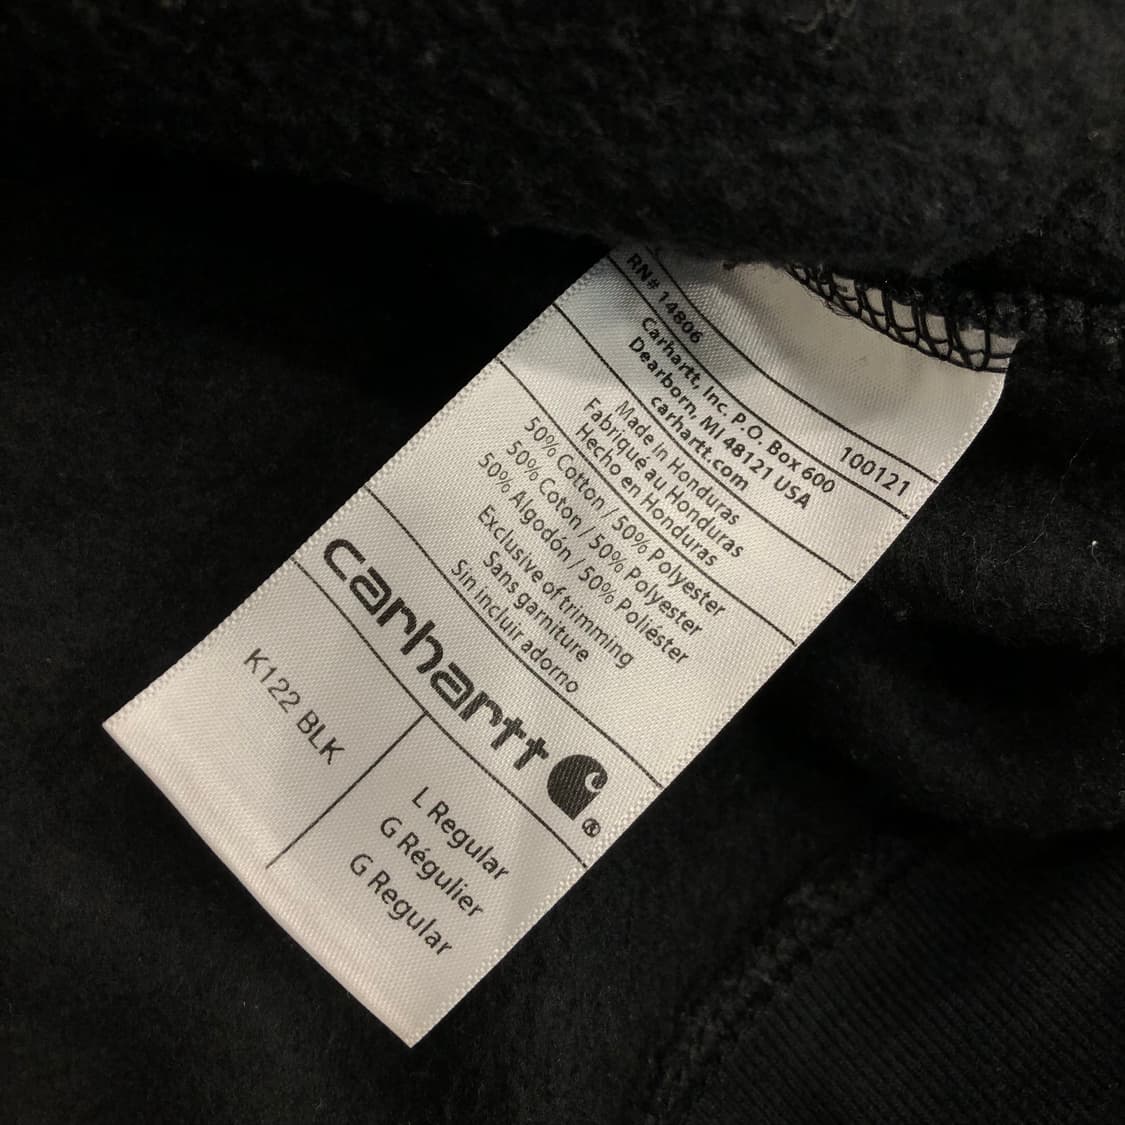 RN# 14806 100121
Carhartt, Inc. P.O. Box 600
Dearborn, MI 48121 USA
carhartt.com
Made in Honduras
Fabriqué au Honduras
Hecho en Honduras
50% Cotton / 50% Polyester
50% Coton / 50% Polyester
50% Algodón / 50% Poliéster
Exclusive of trimming
Sans garniture
Sin incluir adorno
carhartt ®
K122 BLK
L Regular
G Régulier
G Regular